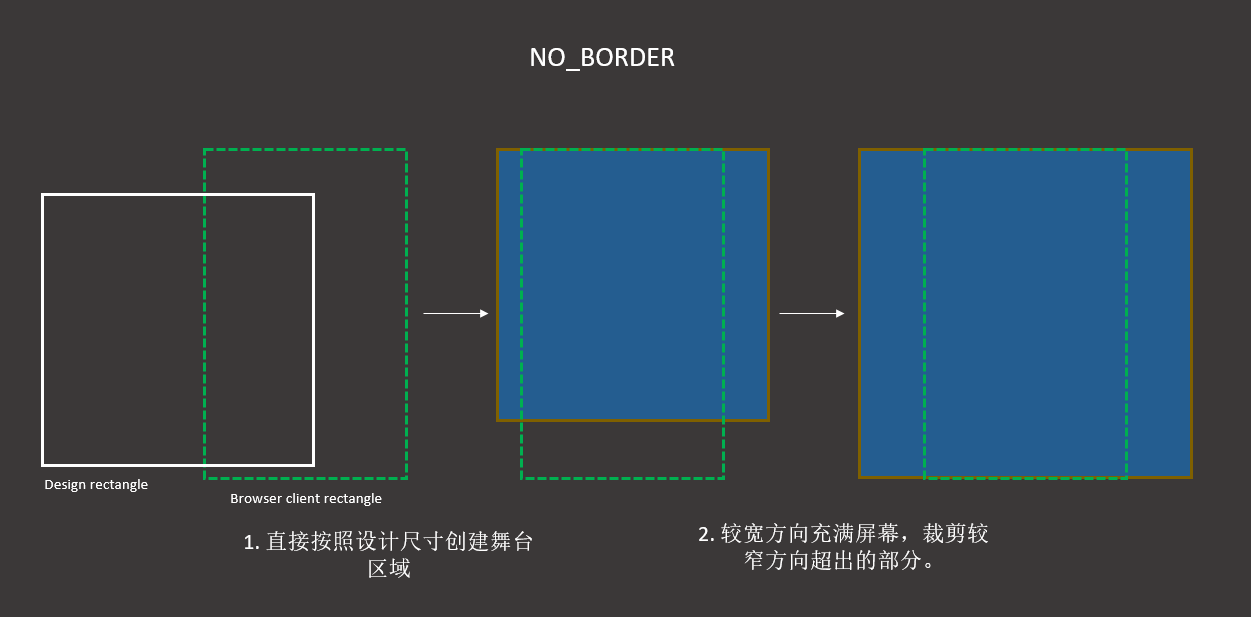 NO_BORDER
Design rectangle
Browser client rectangle
1. 直接按照设计尺寸创建舞台
区域
2. 较宽方向充满屏幕，裁剪较
窄方向超出的部分。